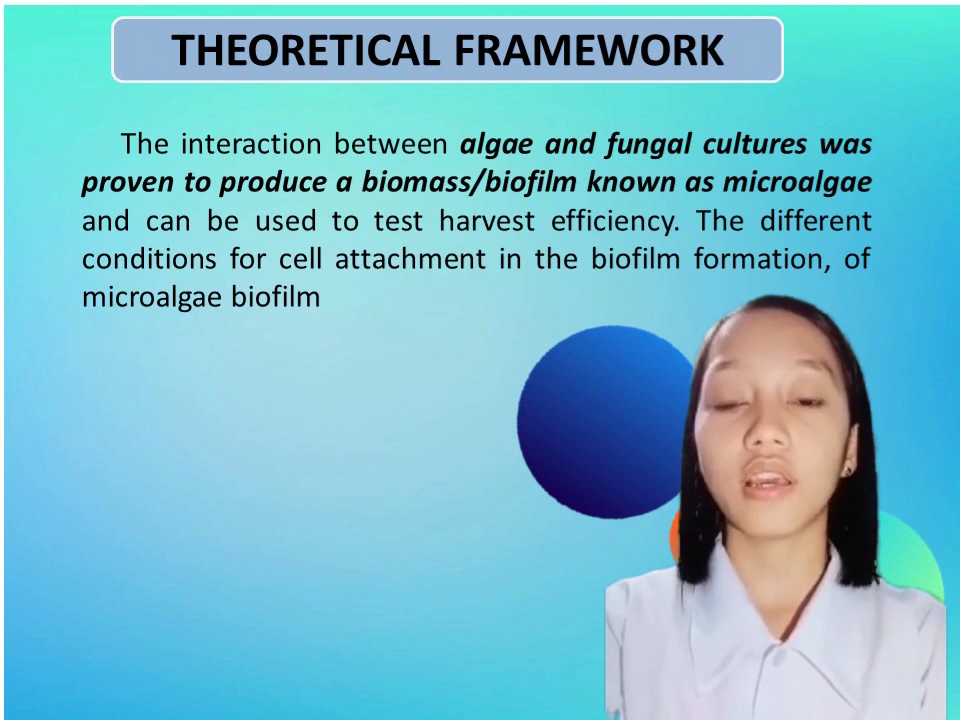 THEORETICAL FRAMEWORK
The interaction between algae and fungal cultures was
proven to produce a biomass/biofilm known as microalgae
and can be used to test harvest efficiency. The different
conditions for cell attachment in the biofilm formation, of
microalgae biofilm